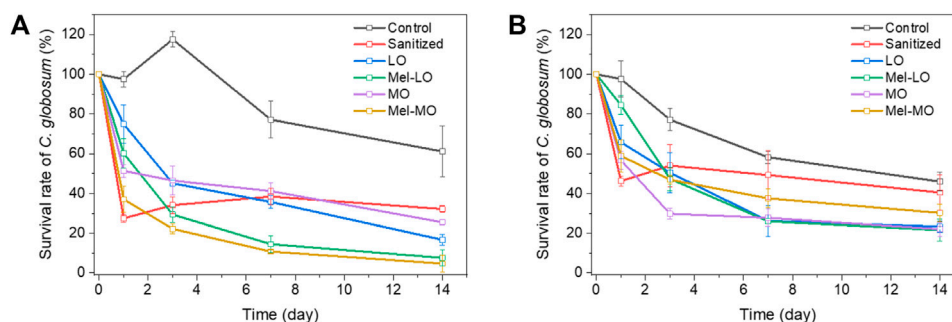 A
Survival rate of C. globosum (%)
120
100
80
60
40
20
0
0 2 4 6 8 10 12 14
Time (day)
Control
Sanitized
LO
Mel-LO
MO
Mel-MO
B
Survival rate of C. globosum (%)
120
100
80
60
40
20
0
0 2 4 6 8 10 12 14
Time (day)
Control
Sanitized
LO
Mel-LO
MO
Mel-MO